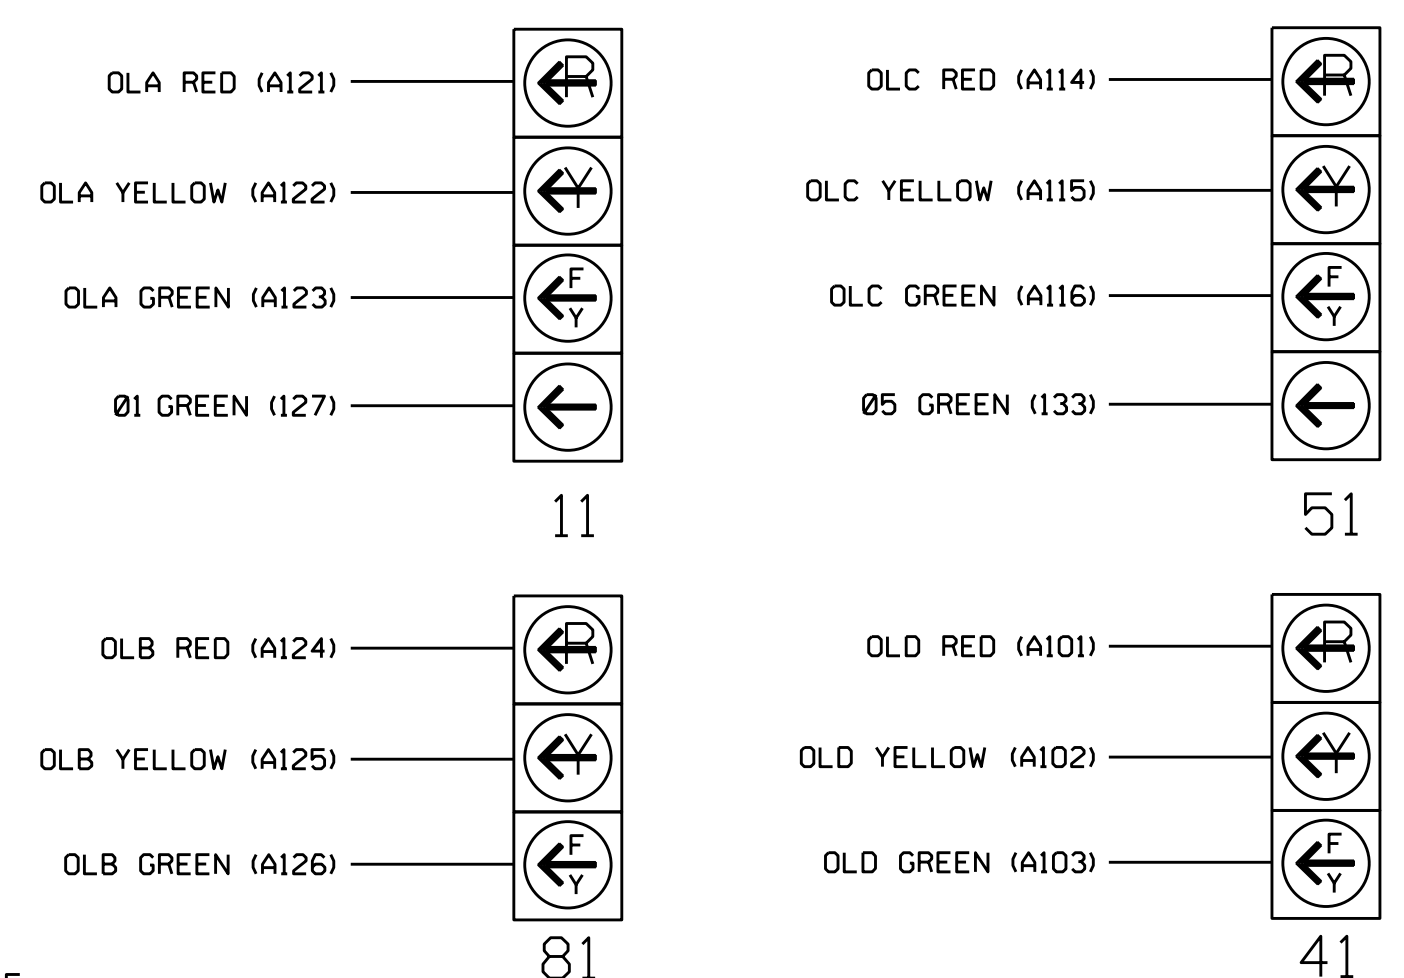 OLA RED (A121)
R
OLA YELLOW (A122)
Y
OLA GREEN (A123)
F
Y
Ø1 GREEN (127)
11
OLC RED (A114)
R
OLC YELLOW (A115)
Y
OLC GREEN (A116)
F
Y
Ø5 GREEN (133)
51
OLB RED (A124)
R
OLB YELLOW (A125)
Y
OLB GREEN (A126)
F
Y
81
OLD RED (A101)
R
OLD YELLOW (A102)
Y
OLD GREEN (A103)
F
Y
41